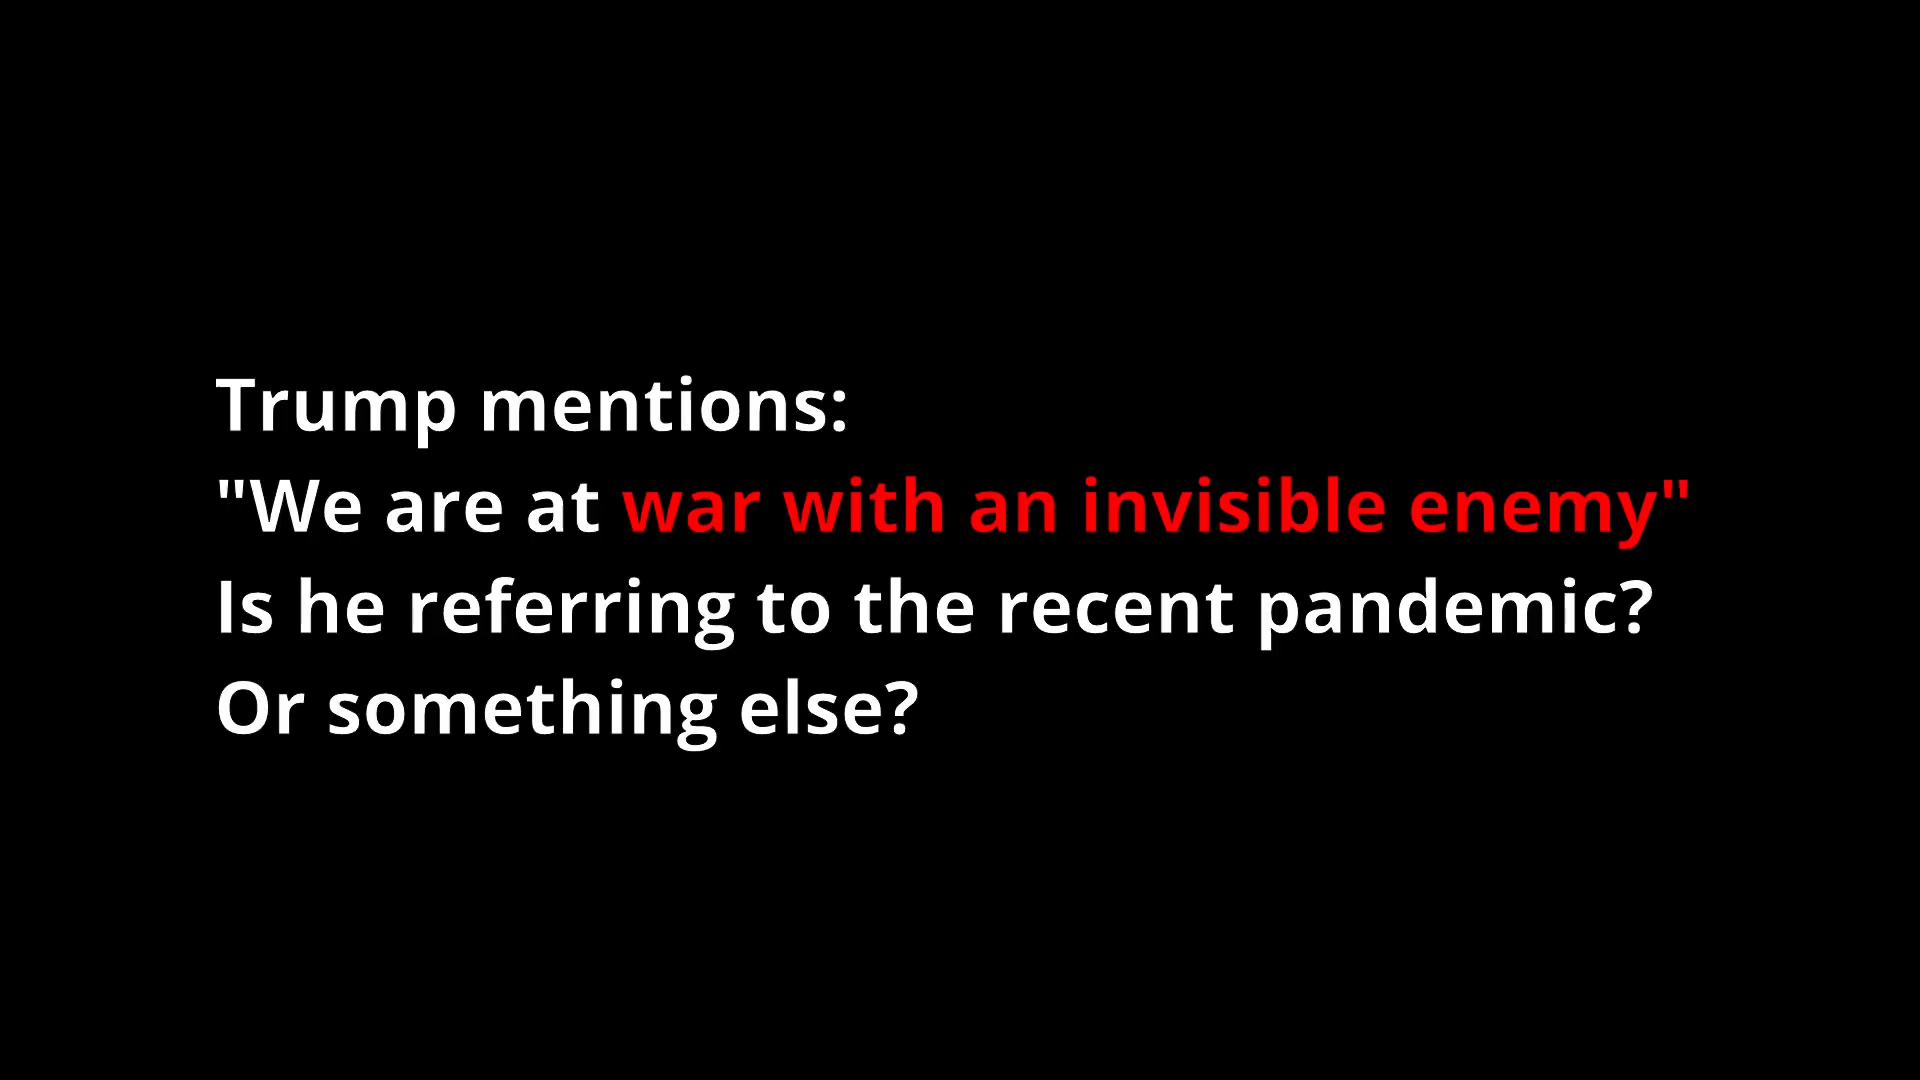 Trump mentions:
"We are at war with an invisible enemy"
Is he referring to the recent pandemic?
Or something else?